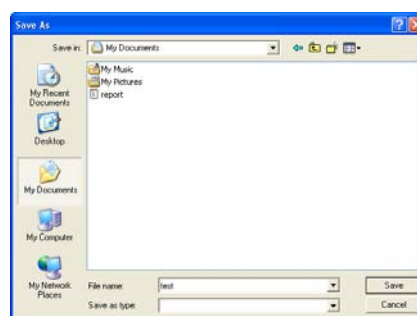 Save As
Save in: My Documents
My Music
My Pictures
report
My Recent
Documents
Desktop
My Documents
My Computer
My Network
Places
File name: test
Save
Save as type:
Cancel